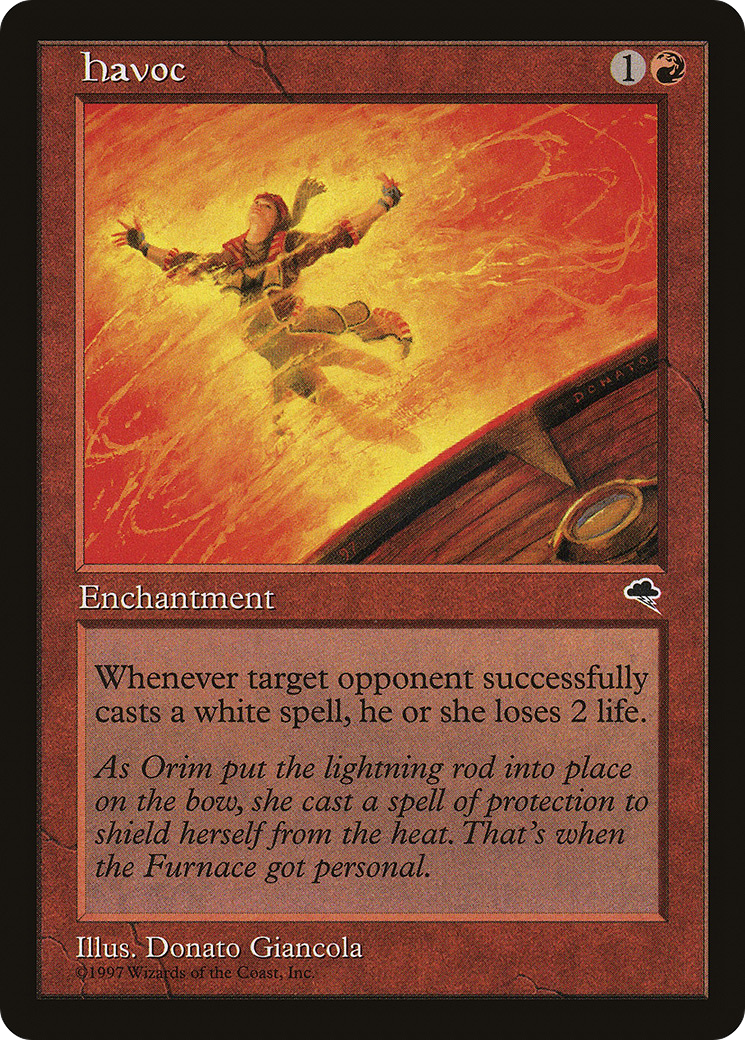 Havoc
1
DONATO
97
Enchantment
Whenever target opponent successfully
casts a white spell, he or she loses 2 life.
As Orim put the lightning rod into place
on the bow, she cast a spell of protection to
shield herself from the heat. That's when
the Furnace got personal.
Illus. Donato Giancola
©1997 Wizards of the Coast, Inc.